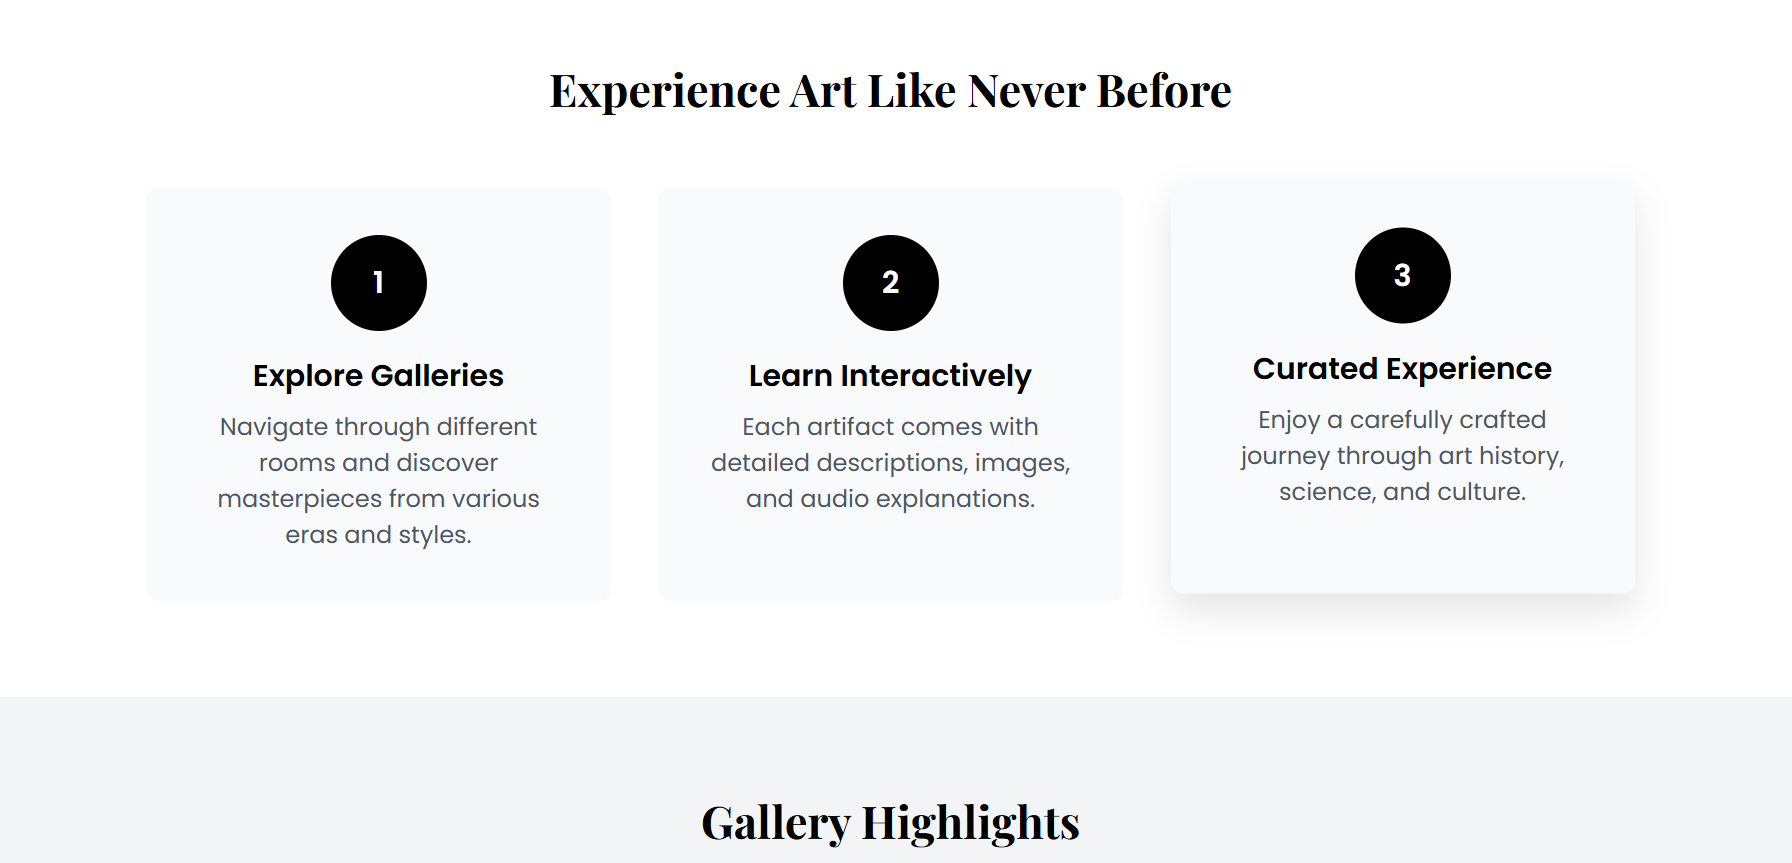 Experience Art Like Never Before
1
Explore Galleries
Navigate through different
rooms and discover
masterpieces from various
eras and styles.
2
Learn Interactively
Each artifact comes with
detailed descriptions, images,
and audio explanations.
3
Curated Experience
Enjoy a carefully crafted
journey through art history,
science, and culture.
Gallery Highlights